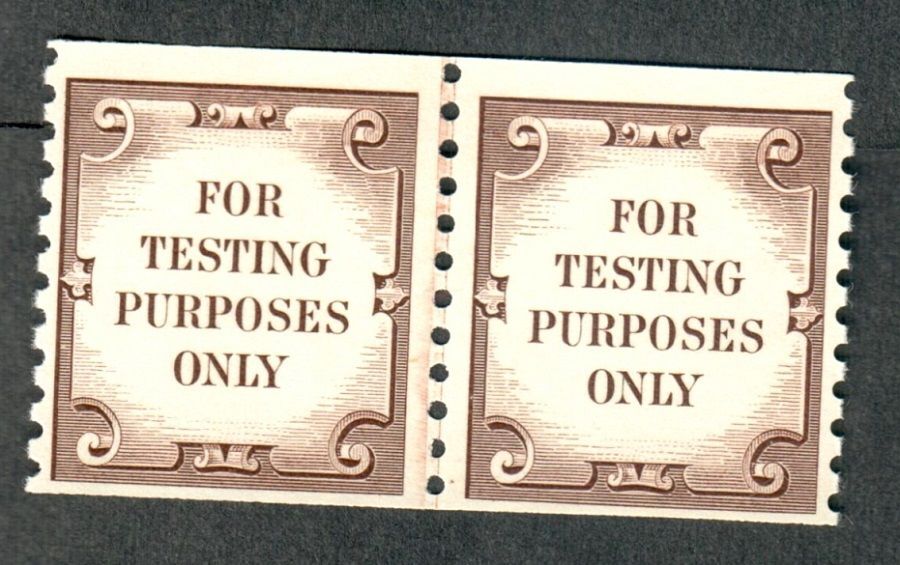 FOR
TESTING
PURPOSES
ONLY
FOR
TESTING
PURPOSES
ONLY